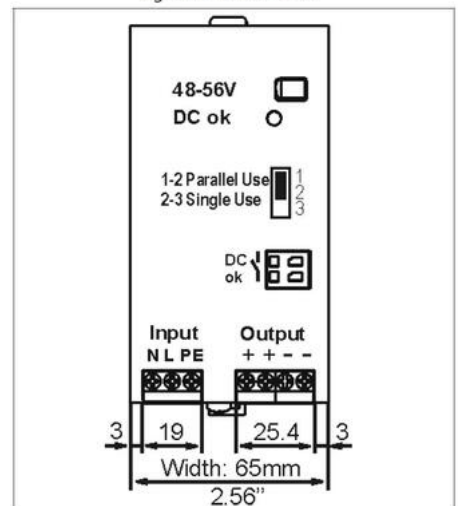 48-56V
DC ok
1-2 Parallel Use
2-3 Single Use
1
2
3
DC
ok
Input
Output
N L PE
+ + - -
3
19
25.4
3
Width: 65mm
2.56”